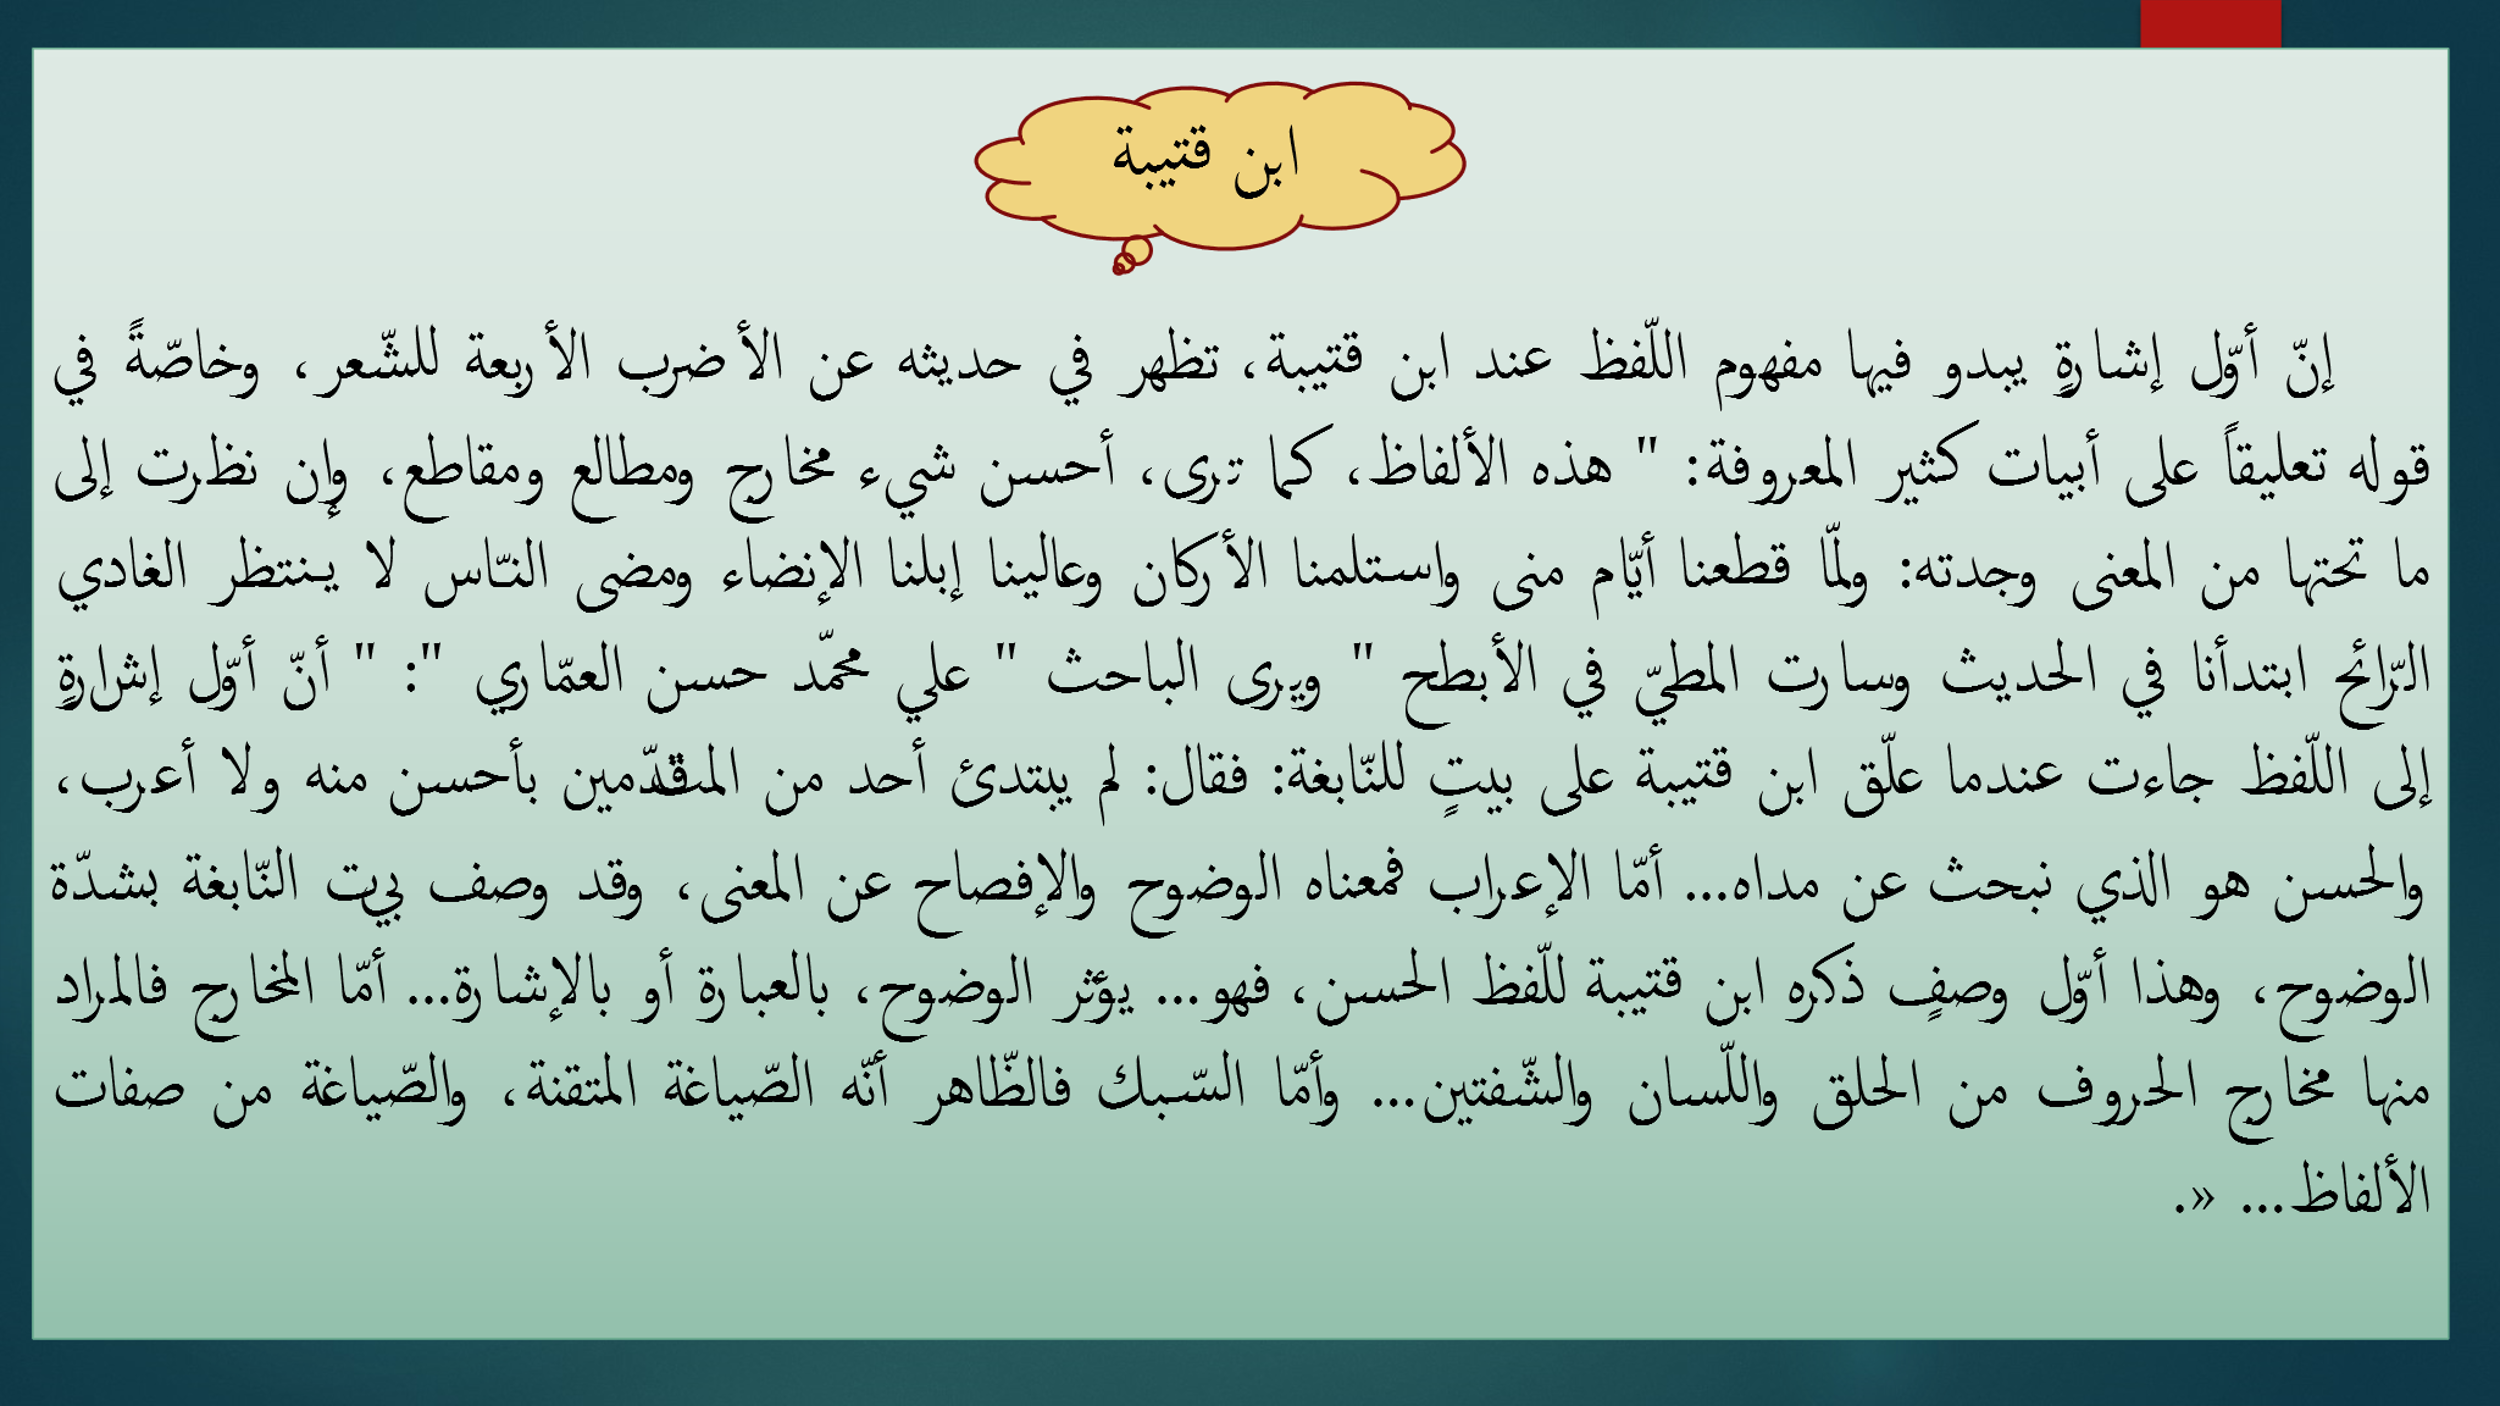 ابن قتيبة
إنّ أوّل إشارةٍ يبدو فيها مفهوم اللّفظ عند ابن قتيبة، تظهر في حديثه عن الأضرب الأربعة للشّعر، وخاصّةً في
قوله تعليقاً على أبيات كثير المعروفة: " هذه الألفاظ، كما ترى، أحسن شيء مخارج ومطالع ومقاطع، وإن نظرت إلى
ما تحتها من المعنى وجدته: ولمّا قطعنا أيّام منى واستلمنا الأركان وعالينا إبلنا الإنضاء ومضى النّاس لا ينتظر الغادي
الرّائح ابتدأنا في الحديث وسارت المطيّ في الأبطح " ويرى الباحث " علي محمّد حسن العمّاري ": " أنّ أوّل إشرارةٍ
إلى اللّفظ جاءت عندما علّق ابن قتيبة على بيتٍ للنّابغة: فقال: لم يبتدئ أحد من المتقدّمين بأحسن منه ولا أعرب،
والحسن هو الذي نبحث عن مداه... أمّا الإعراب فمعناه الوضوح والإفصاح عن المعنى، وقد وصف بيت النّابغة بشدّة
الوضوح، وهذا أوّل وصفٍ ذكره ابن قتيبة للّفظ الحسن، فهو... يؤثر الوضوح، بالعبارة أو بالإشارة... أمّا المخارج فالمراد
منها مخارج الحروف من الحلق واللّسان والشّفتين... وأمّا السّبك فالظّاهر أنّه الصّياغة المتقنة، والصّياغة من صفات
الألفاظ... «.